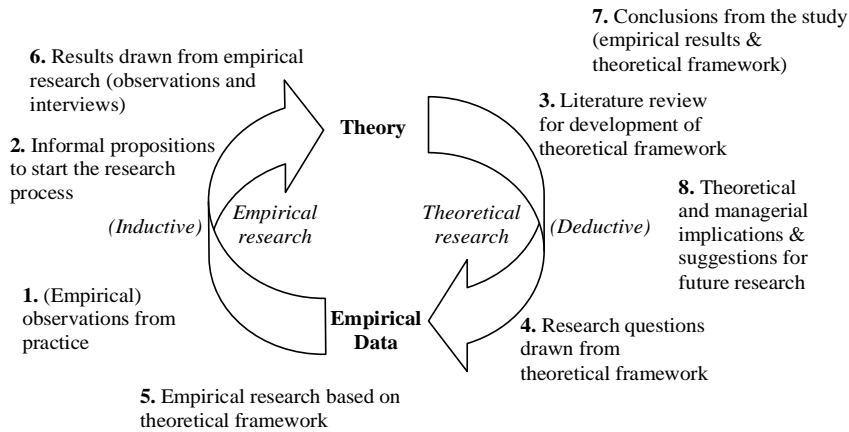 7. Conclusions from the study
(empirical results &
theoretical framework)
6. Results drawn from empirical
research (observations and
interviews)
3. Literature review
for development of
theoretical framework
Theory
2. Informal propositions
to start the research
process
8. Theoretical
and managerial
implications &
suggestions for
future research
(Inductive)
Empirical
research
Theoretical
research
(Deductive)
1. (Empirical)
observations from
practice
Empirical
Data
4. Research questions
drawn from
theoretical framework
5. Empirical research based on
theoretical framework